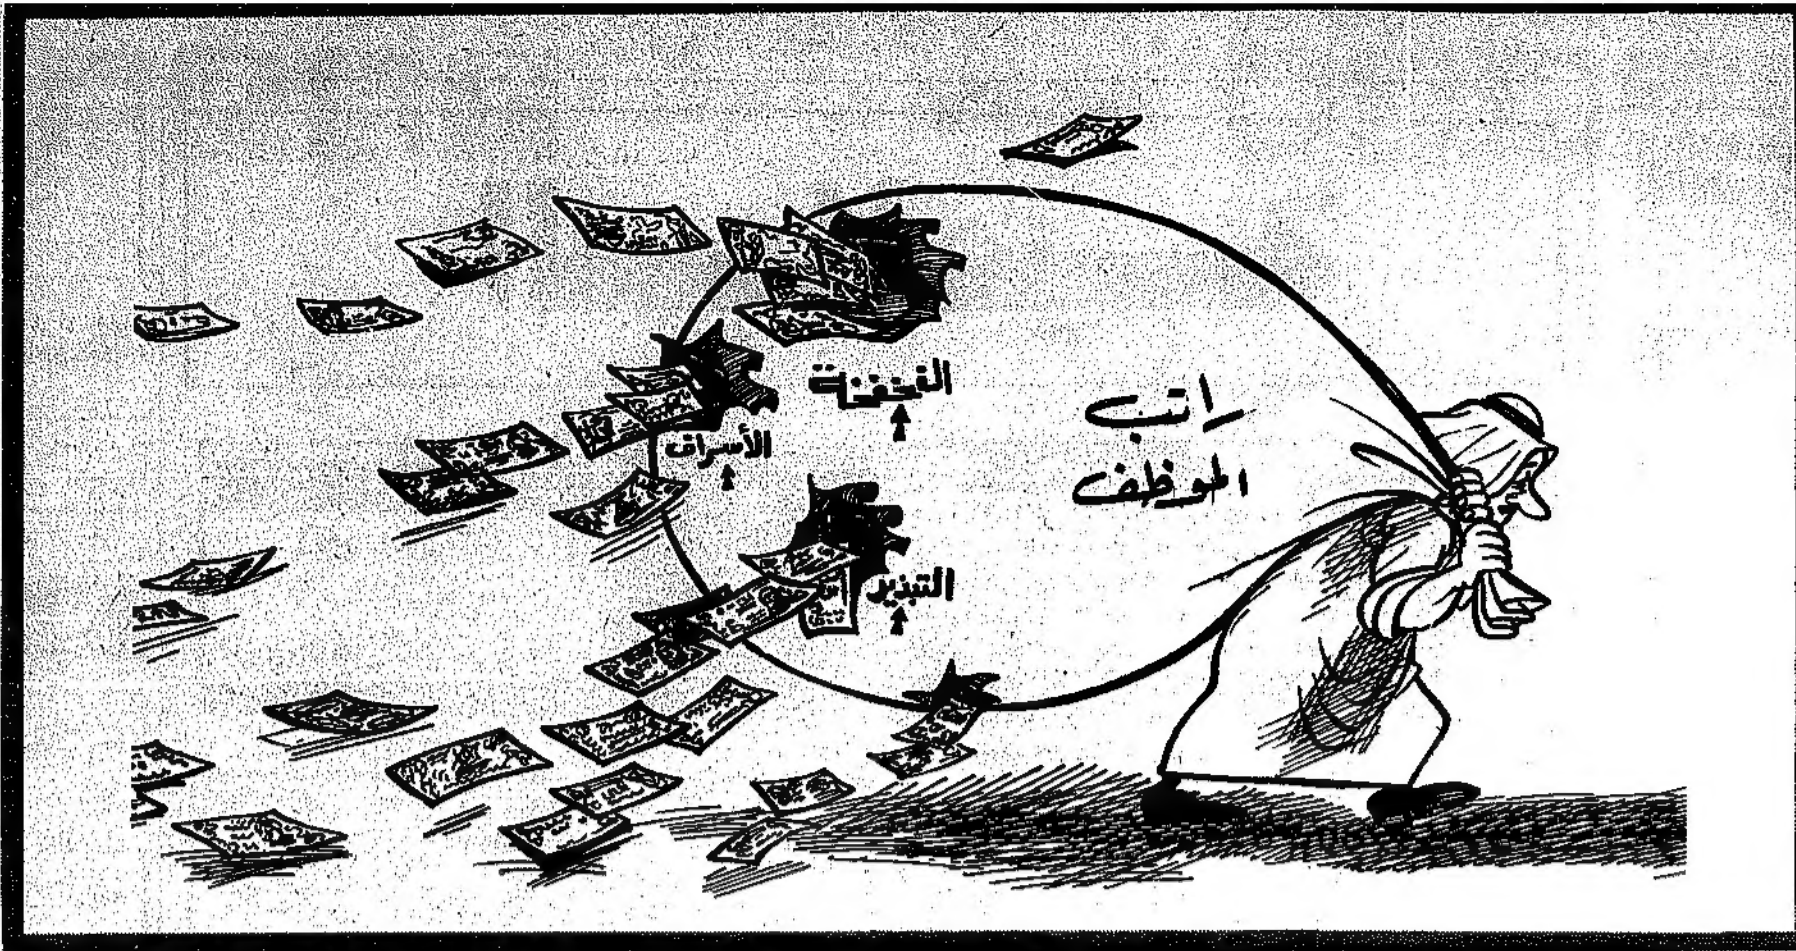 راتب
الموظف
الفخفخة
الأسراف
التبذير